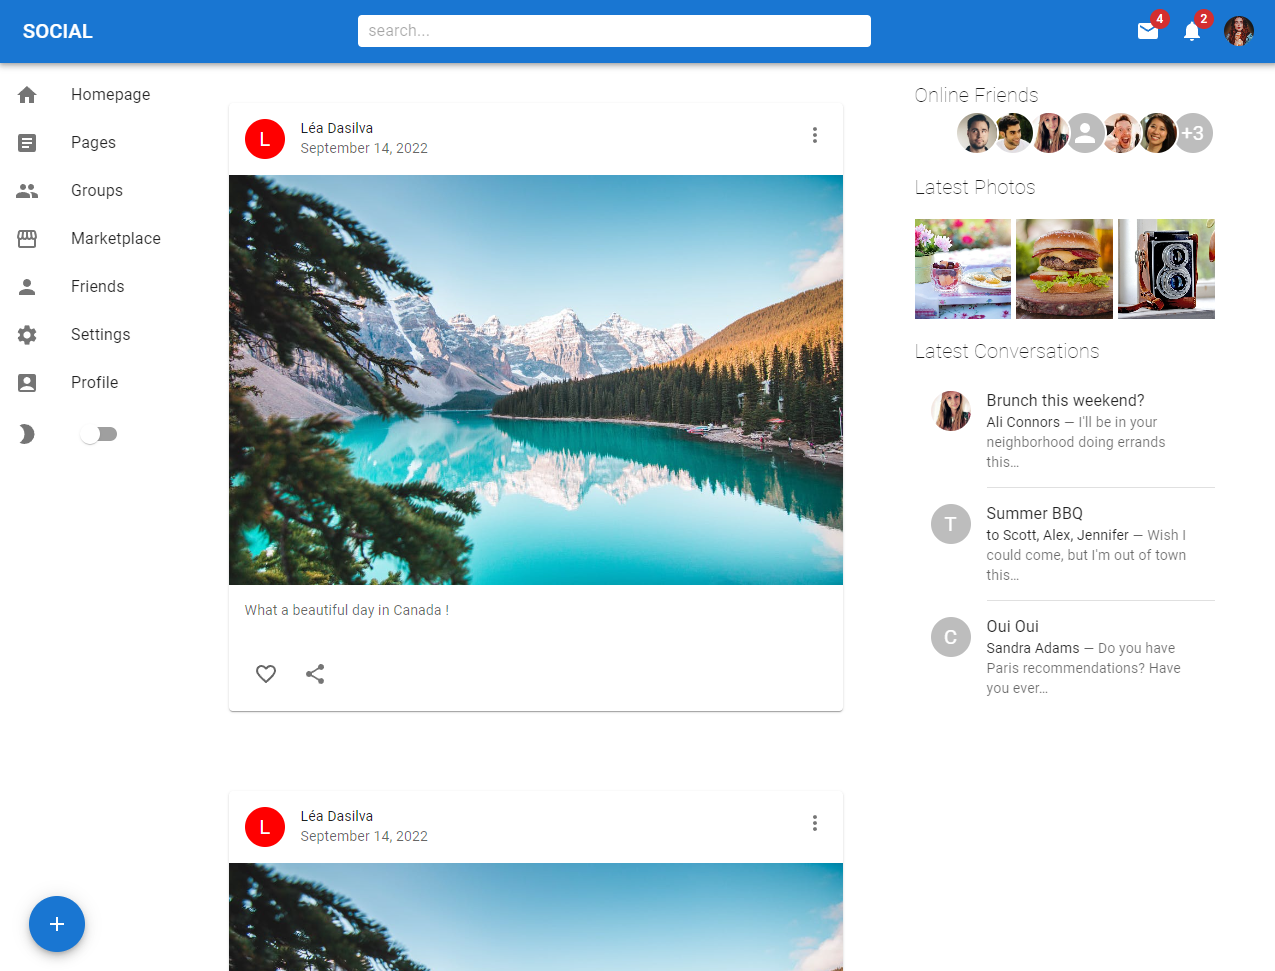 SOCIAL
search...
4
2
Homepage
Pages
Groups
Marketplace
Friends
Settings
Profile
L
Léa Dasilva
September 14, 2022
What a beautiful day in Canada !
L
Léa Dasilva
September 14, 2022
+
Online Friends
+3
Latest Photos
Latest Conversations
Brunch this weekend?
Ali Connors — I'll be in your
neighborhood doing errands
this…
T
Summer BBQ
to Scott, Alex, Jennifer — Wish I
could come, but I'm out of town
this…
C
Oui Oui
Sandra Adams — Do you have
Paris recommendations? Have
you ever…